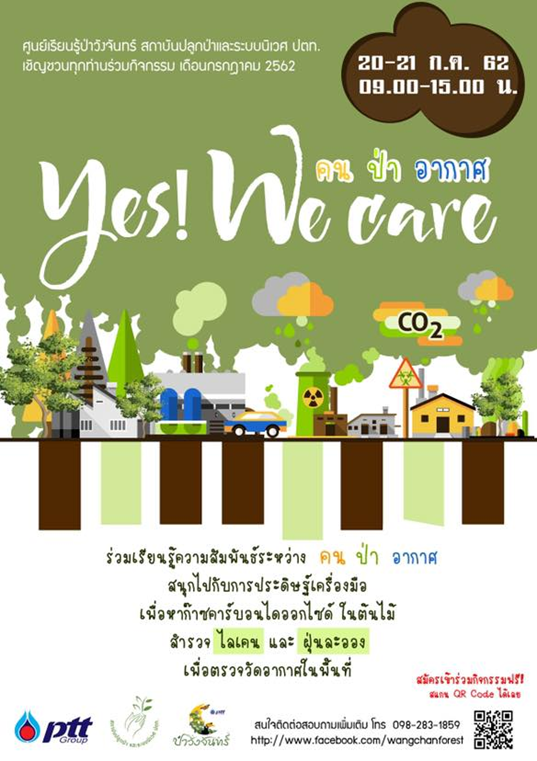 ศูนย์เรียนรู้ป่าวังจันทร์ สถาบันปลูกป่าและระบบนิเวศ ปตท.
เชิญชวนทุกท่านร่วมกิจกรรม เดือนกรกฎาคม 2562
20-21 ก.ค. 62
09.00-15.00 น.
คน ป่า อากาศ
Yes! We care
CO2
ร่วมเรียนรู้ความสัมพันธ์ระหว่าง คน ป่า อากาศ
สนุกไปกับการประดิษฐ์เครื่องมือ
เพื่อหาก๊าซคาร์บอนไดออกไซด์ ในต้นไม้
สำรวจ ไลเคน และ ฝุ่นละออง
เพื่อตรวจวัดอากาศในพื้นที่
สมัครเข้าร่วมกิจกรรมฟรี!
สแกน QR Code ได้เลย
ptt
Group
ptt
ป่าวังจันทร์
สนใจติดต่อสอบถามเพิ่มเติม โทร 098-283-1859
http://www.facebook.com/wangchanforest